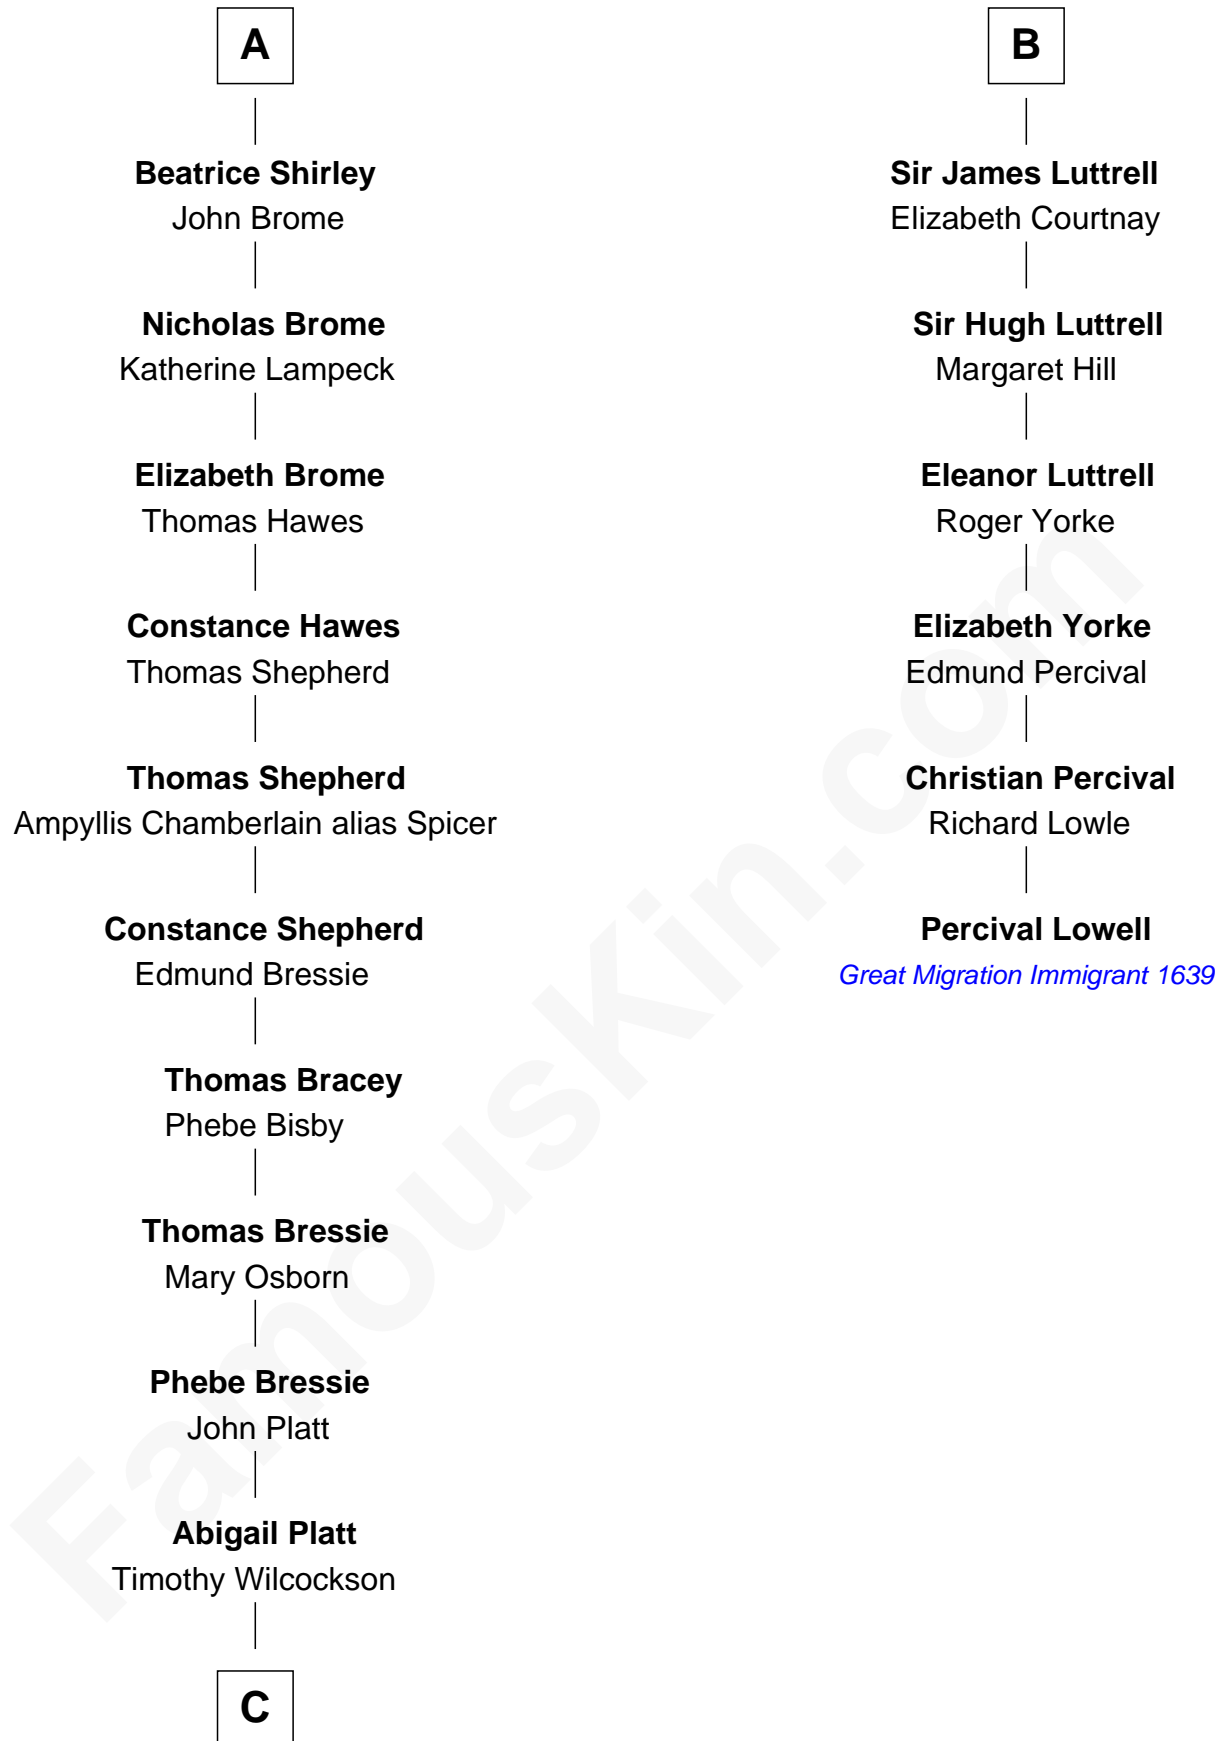 A
Beatrice Shirley
John Brome
Nicholas Brome
Katherine Lampeck
Elizabeth Brome
Thomas Hawes
Constance Hawes
Thomas Shepherd
Thomas Shepherd
Ampyllis Chamberlain alias Spicer
Constance Shepherd
Edmund Bressie
Thomas Bracey
Phebe Bisby
Thomas Bressie
Mary Osborn
Phebe Bressie
John Platt
Abigail Platt
Timothy Wilcockson
C
B
Sir James Luttrell
Elizabeth Courtnay
Sir Hugh Luttrell
Margaret Hill
Eleanor Luttrell
Roger Yorke
Elizabeth Yorke
Edmund Percival
Christian Percival
Richard Lowle
Percival Lowell
Great Migration Immigrant 1639
FamousKin.com